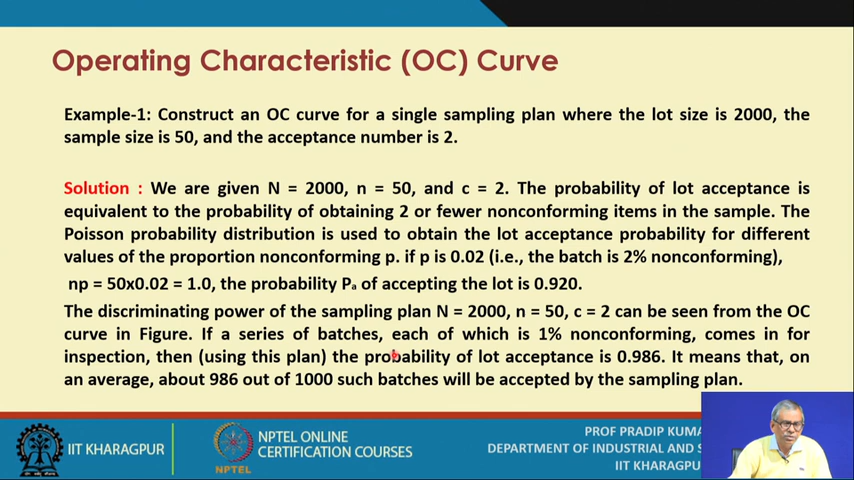 Operating Characteristic (OC) Curve
Example-1: Construct an OC curve for a single sampling plan where the lot size is 2000, the
sample size is 50, and the acceptance number is 2.
Solution : We are given N = 2000, n = 50, and c = 2. The probability of lot acceptance is
equivalent to the probability of obtaining 2 or fewer nonconforming items in the sample. The
Poisson probability distribution is used to obtain the lot acceptance probability for different
values of the proportion nonconforming p. if p is 0.02 (i.e., the batch is 2% nonconforming),
np = 50x0.02 = 1.0, the probability Pₐ of accepting the lot is 0.920.
The discriminating power of the sampling plan N = 2000, n = 50, c = 2 can be seen from the OC
curve in Figure. If a series of batches, each of which is 1% nonconforming, comes in for
inspection, then (using this plan) the probability of lot acceptance is 0.986. It means that, on
an average, about 986 out of 1000 such batches will be accepted by the sampling plan.
IIT KHARAGPUR
NPTEL
NPTEL ONLINE
CERTIFICATION COURSES
PROF PRADIP KUMA
DEPARTMENT OF INDUSTRIAL AND S
IIT KHARAGPU